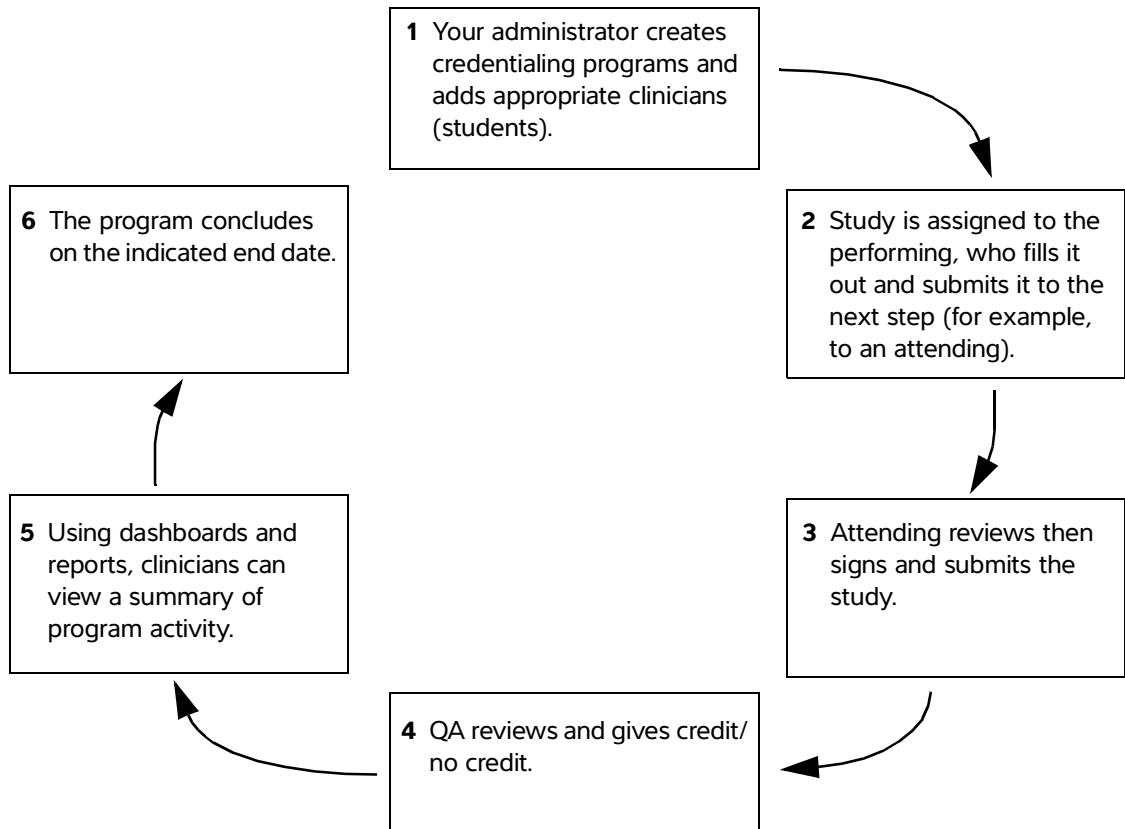 1 Your administrator creates
credentialing programs and
adds appropriate clinicians
(students).
2 Study is assigned to the
performing, who fills it
out and submits it to the
next step (for example,
to an attending).
3 Attending reviews then
signs and submits the
study.
4 QA reviews and gives credit/
no credit.
5 Using dashboards and
reports, clinicians can
view a summary of
program activity.
6 The program concludes
on the indicated end date.